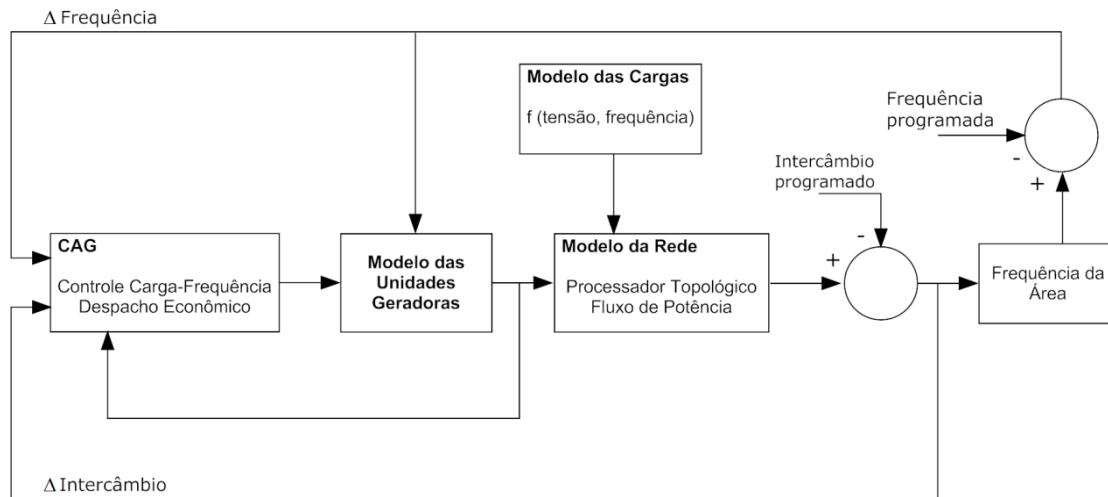 Δ Frequência
Modelo das Cargas
f (tensão, frequência)
Frequência
programada
-
+
Intercâmbio
programado
-
+
CAG
Controle Carga-Frequência
Despacho Econômico
Modelo das
Unidades
Geradoras
Modelo da Rede
Processador Topológico
Fluxo de Potência
Frequência da
Área
Δ Intercâmbio